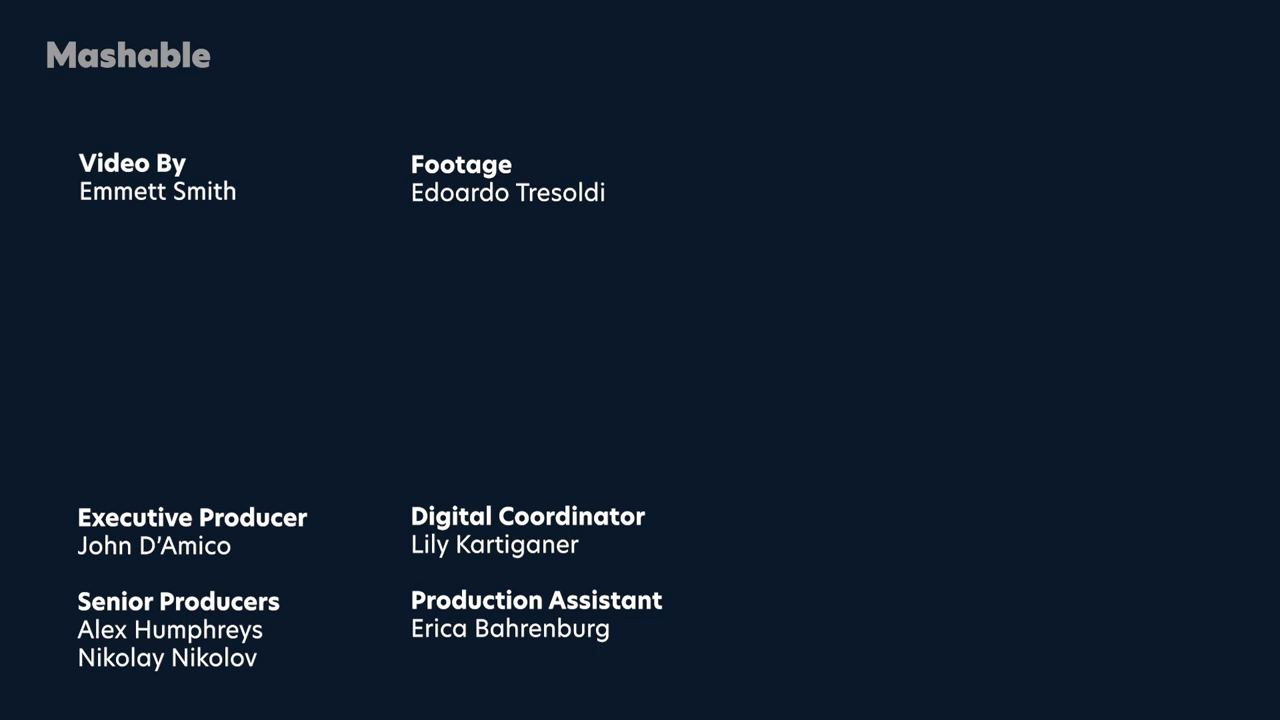 Mashable
Video By
Emmett Smith
Footage
Edoardo Tresoldi
Executive Producer
John D’Amico
Senior Producers
Alex Humphreys
Nikolay Nikolov
Digital Coordinator
Lily Kartiganer
Production Assistant
Erica Bahrenburg